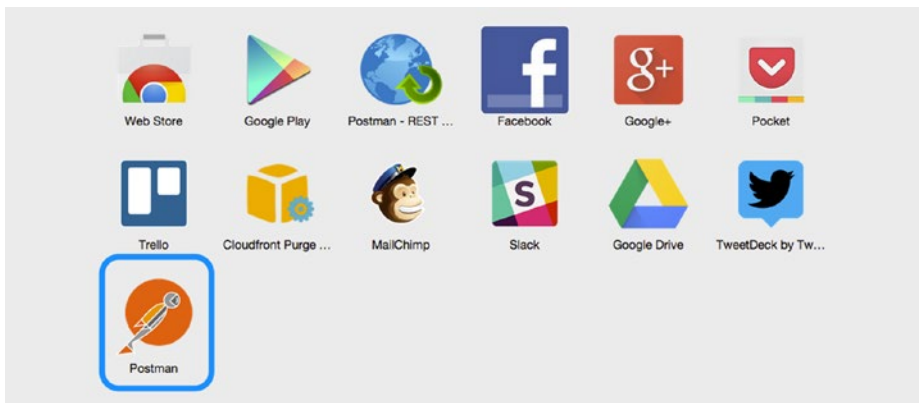 Web Store
Google Play
Postman - REST ...
Facebook
Google+
Pocket
Trello
Cloudfront Purge ...
MailChimp
Slack
Google Drive
TweetDeck by Tw...
Postman